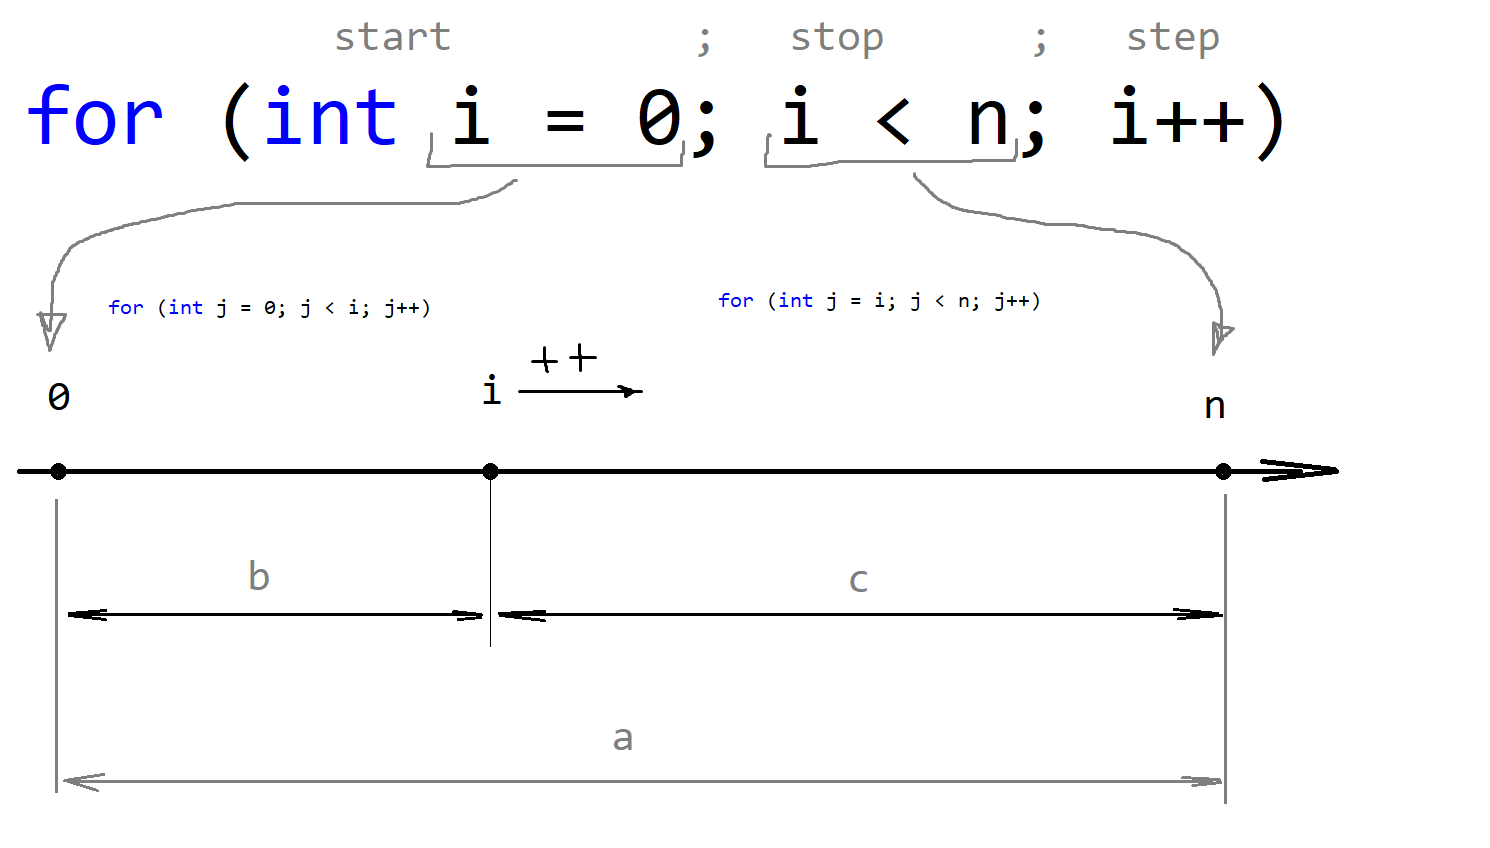 start ; stop ; step
for (int i = 0; i < n; i++)
for (int j = 0; j < i; j++) for (int j = i; j < n; j++)
++
0 i n
b c
a